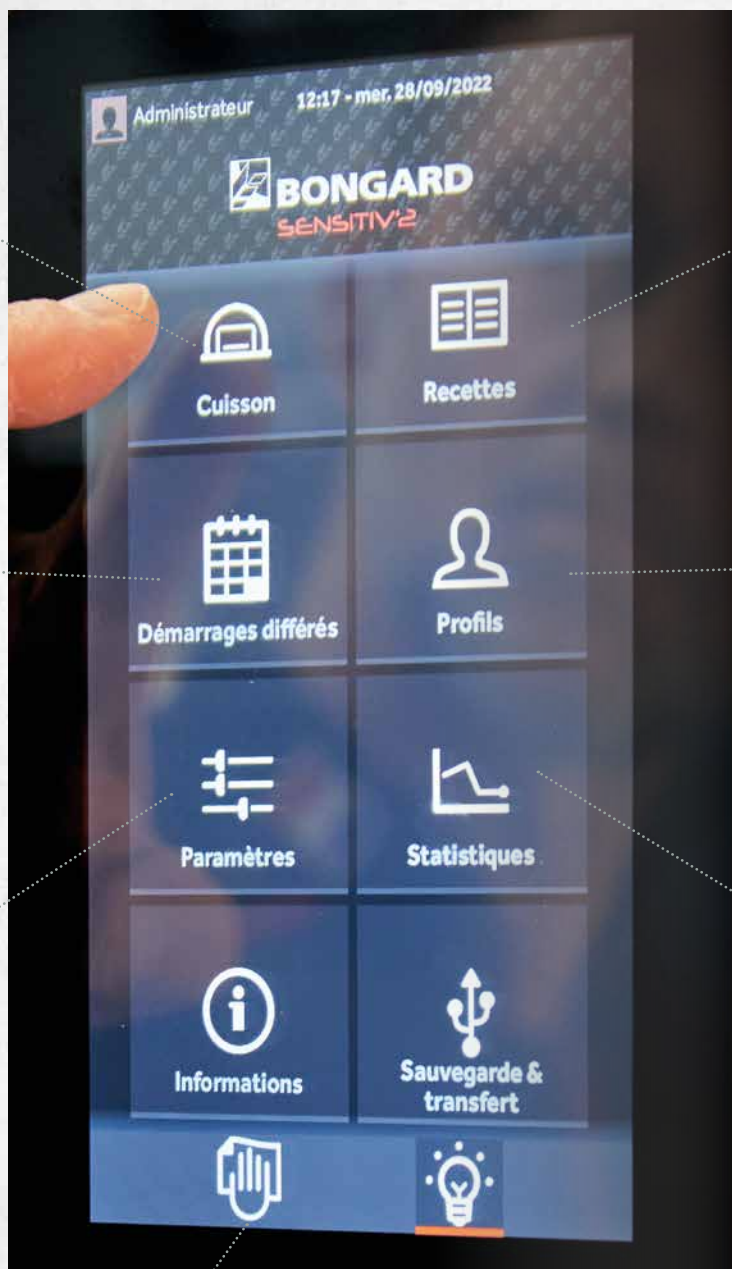 Administrateur
12:17 - mer. 28/09/2022
BONGARD
SENSITIV'2
Cuisson
Recettes
Démarrages différés
Profils
Paramètres
Statistiques
Informations
Sauvegarde &
transfert